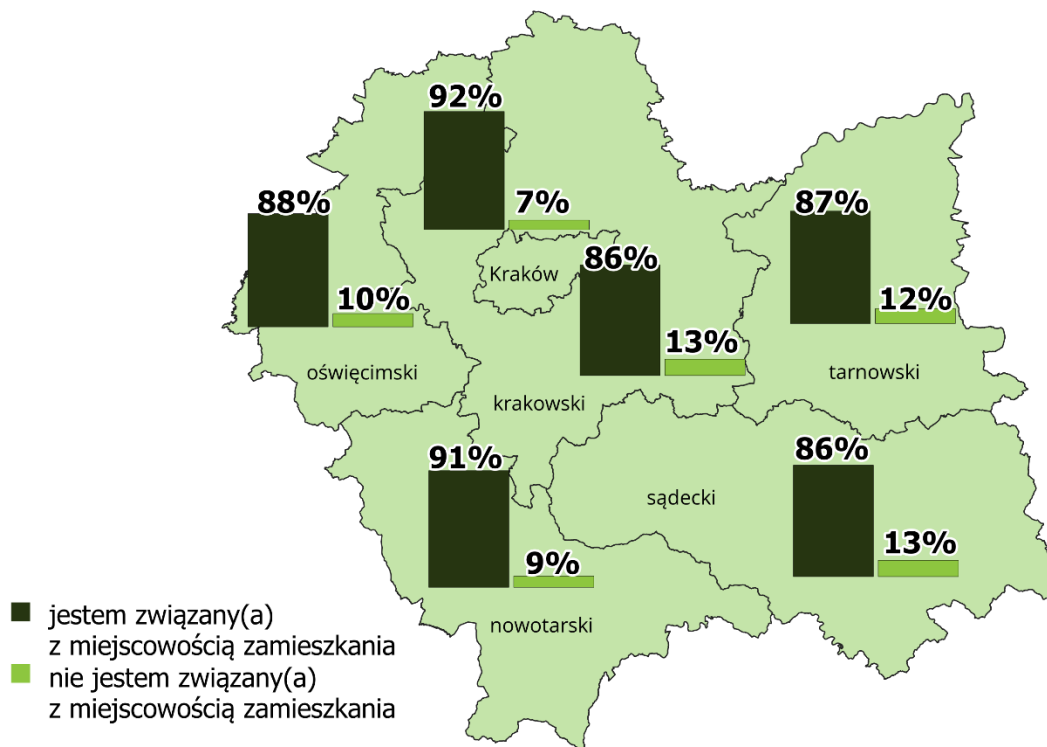 92%
7%
88%
10%
Kraków
86%
13%
87%
12%
oświęcimski
krakowski
tarnowski
91%
9%
86%
13%
sądecki
nowotarski
jestem związany(a)
z miejscowością zamieszkania
nie jestem związany(a)
z miejscowością zamieszkania